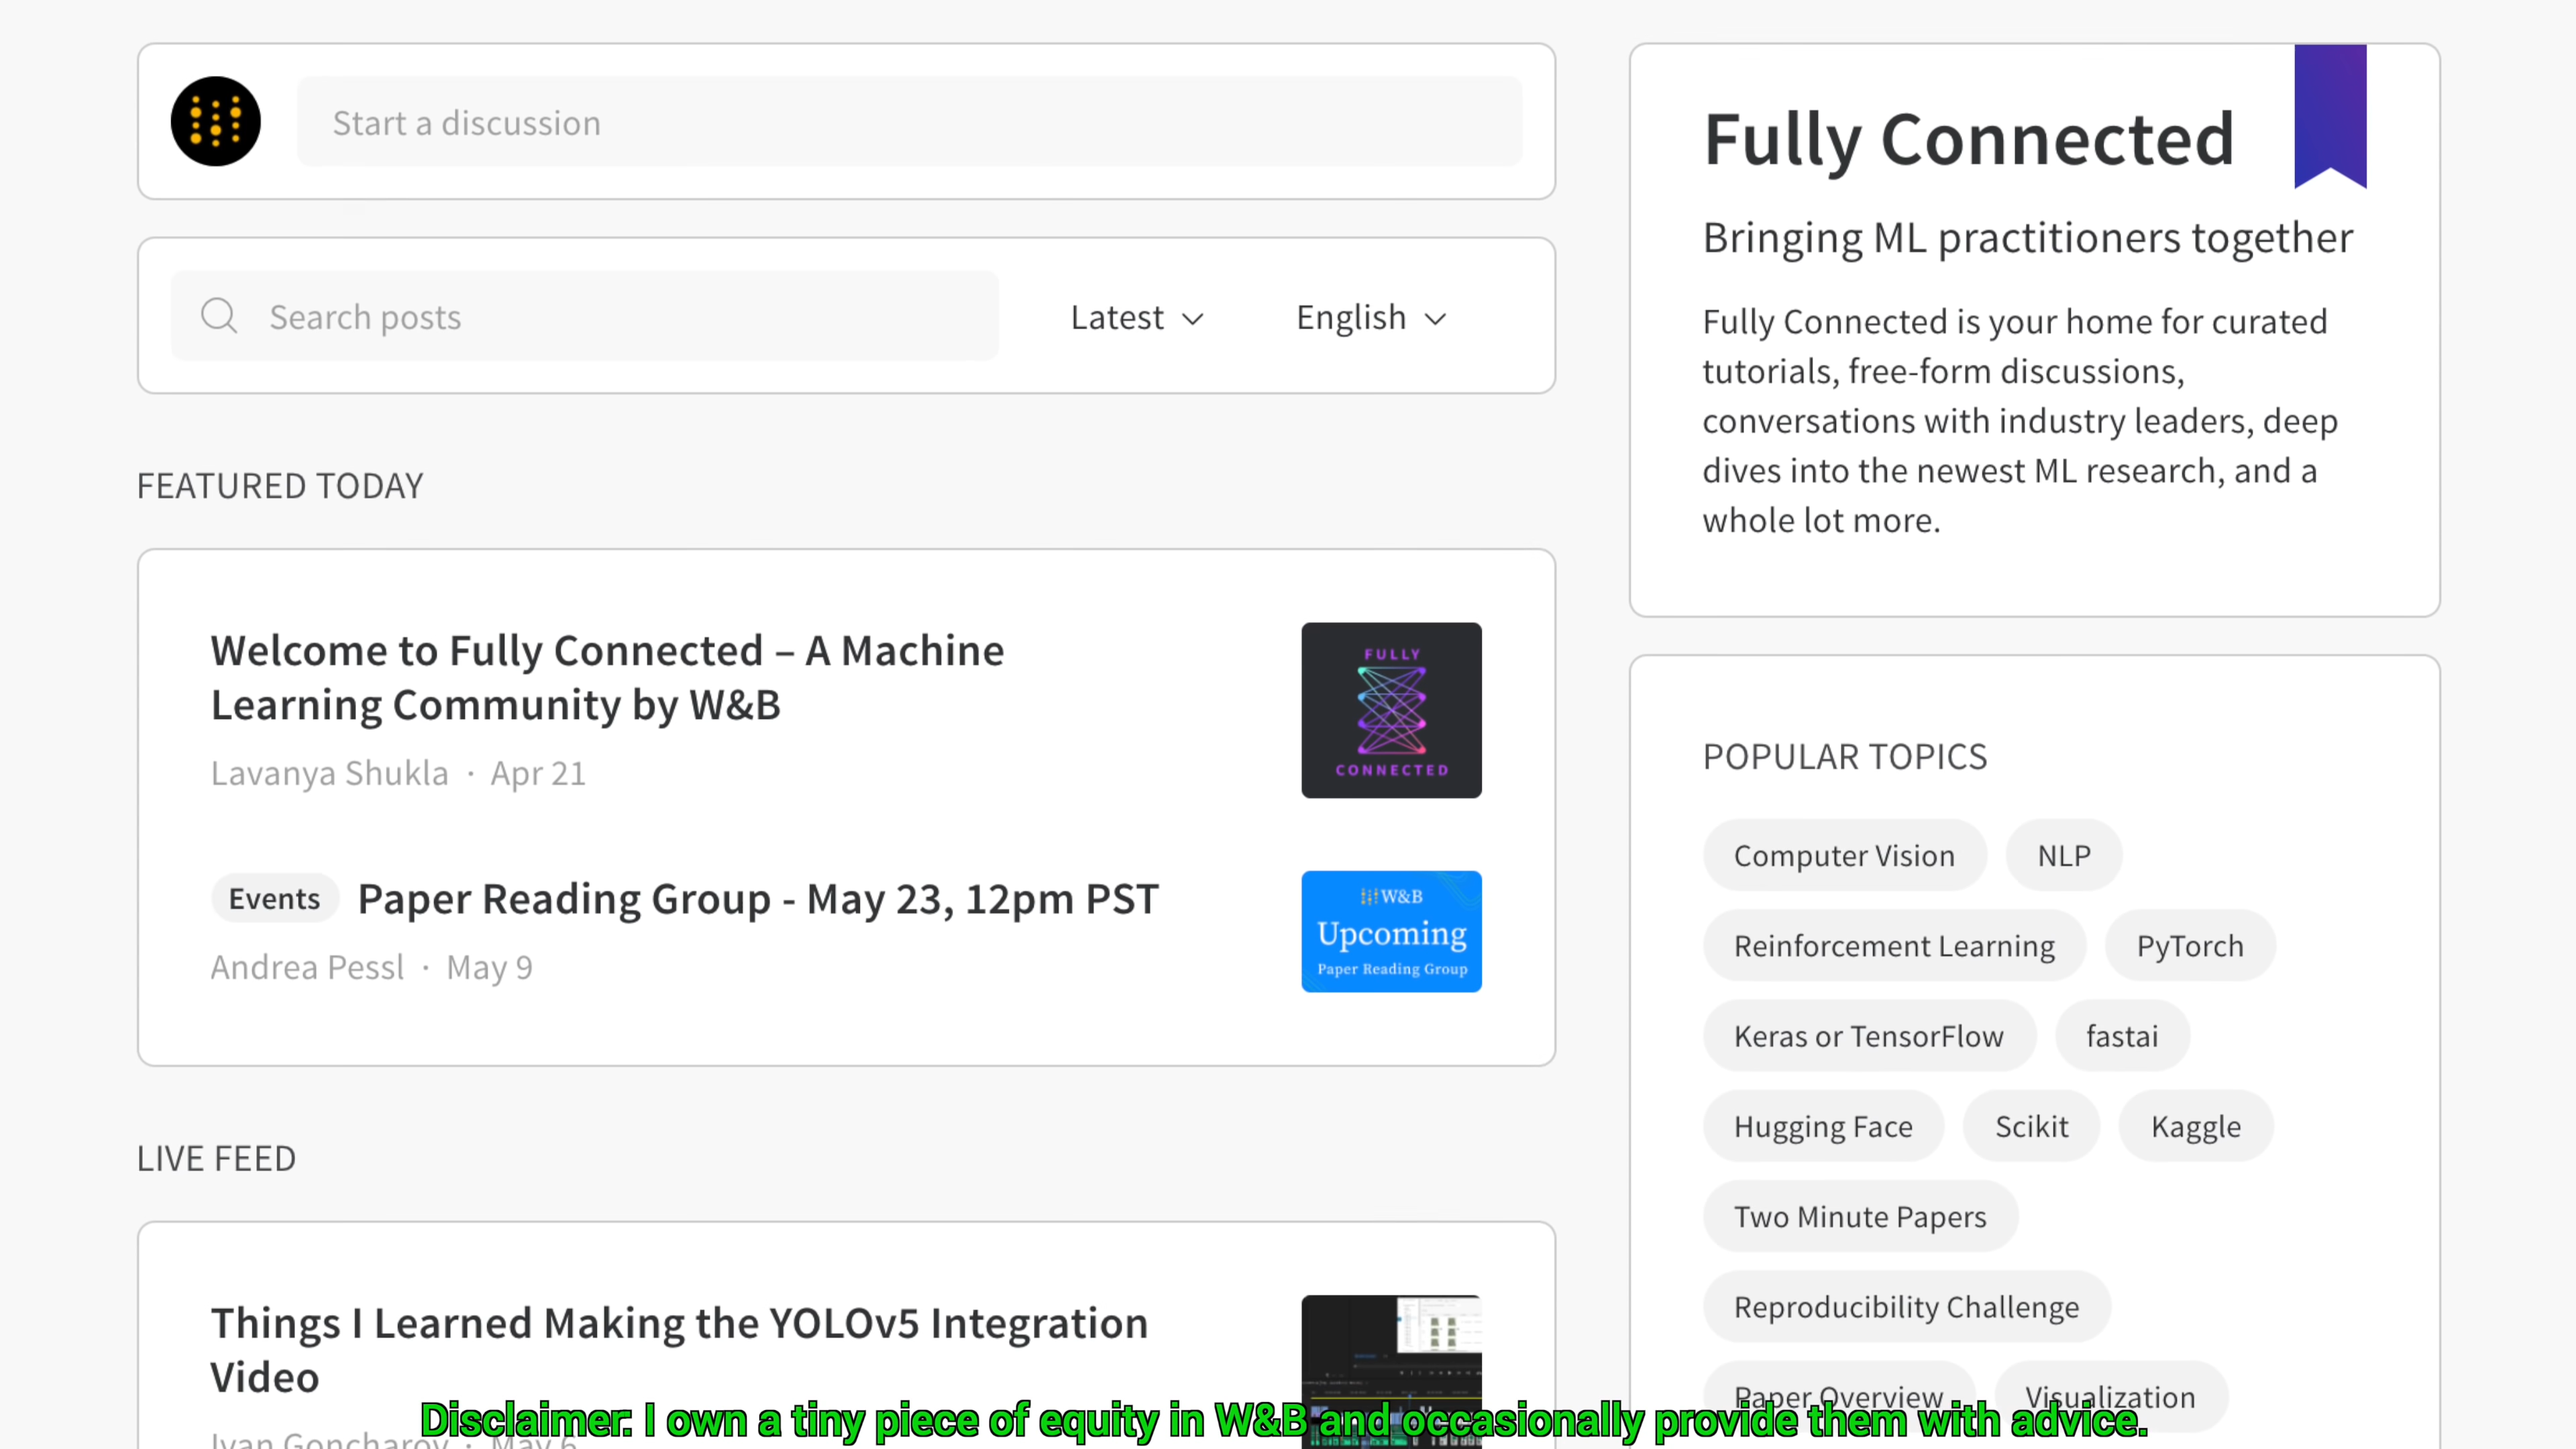 Start a discussion
Search posts
Latest
English
FEATURED TODAY
Welcome to Fully Connected – A Machine
Learning Community by W&B
Lavanya Shukla · Apr 21
FULLY
CONNECTED
Events Paper Reading Group - May 23, 12pm PST
Andrea Pessl · May 9
W&B
Upcoming
Paper Reading Group
LIVE FEED
Things I Learned Making the YOLOv5 Integration
Video
Ivan Goncharov · May 6
Fully Connected
Bringing ML practitioners together
Fully Connected is your home for curated
tutorials, free-form discussions,
conversations with industry leaders, deep
dives into the newest ML research, and a
whole lot more.
POPULAR TOPICS
Computer Vision
NLP
Reinforcement Learning
PyTorch
Keras or TensorFlow
fastai
Hugging Face
Scikit
Kaggle
Two Minute Papers
Reproducibility Challenge
Paper Overview
Visualization
Disclaimer: I own a tiny piece of equity in W&B and occasionally provide them with advice.